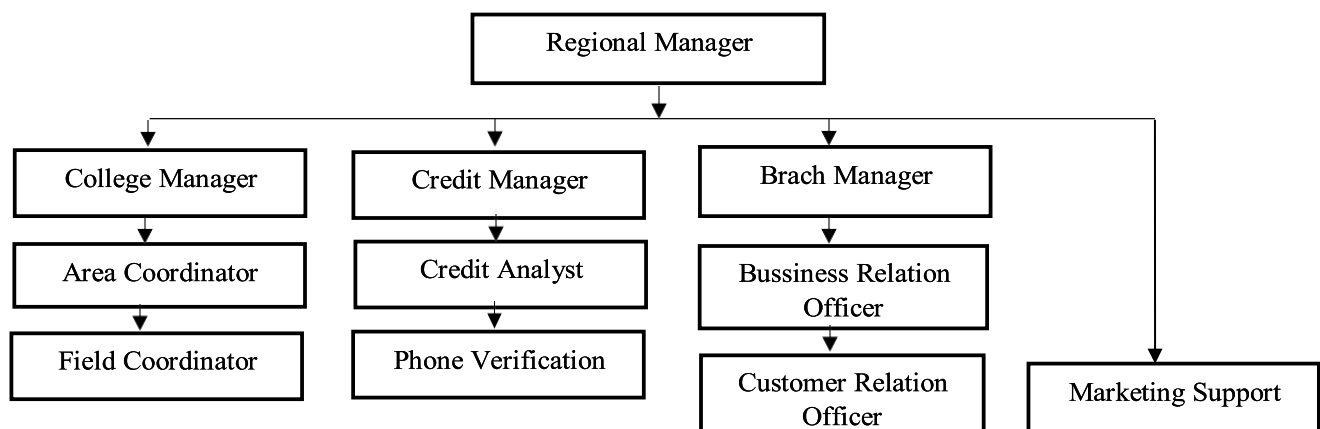 Regional Manager
College Manager
Credit Manager
Brach Manager
Area Coordinator
Credit Analyst
Bussiness Relation
Officer
Field Coordinator
Phone Verification
Customer Relation
Officer
Marketing Support